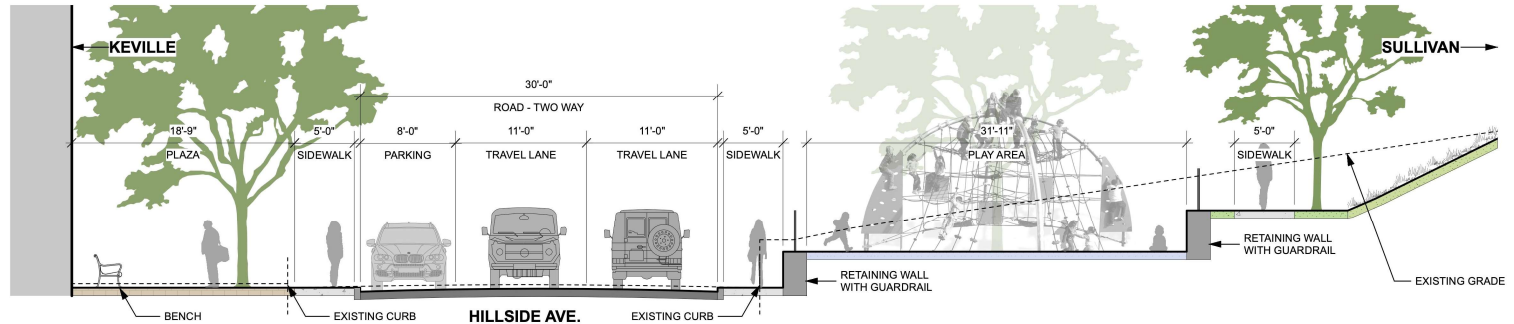 KEVILLE
SULLIVAN
30'-0"
ROAD - TWO WAY
18'-9"
5'-0"
8'-0"
11'-0"
11'-0"
5'-0"
31'-11"
5'-0"
PLAZA
SIDEWALK
PARKING
TRAVEL LANE
TRAVEL LANE
SIDEWALK
PLAY AREA
SIDEWALK
RETAINING WALL
WITH GUARDRAIL
RETAINING WALL
WITH GUARDRAIL
EXISTING GRADE
BENCH
EXISTING CURB
HILLSIDE AVE.
EXISTING CURB